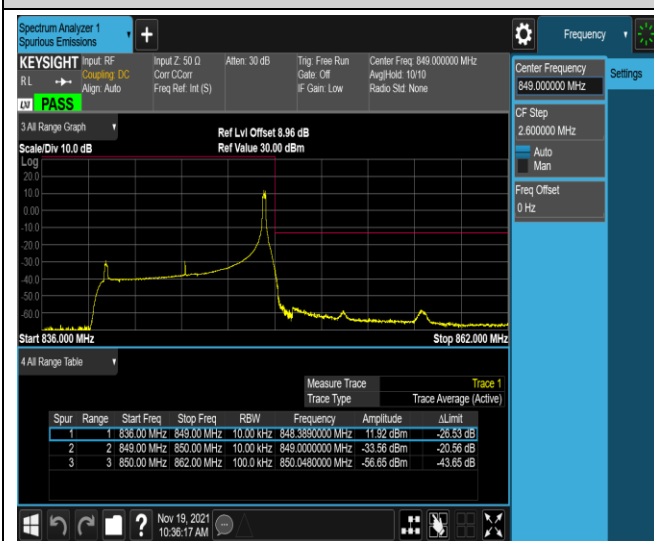 Spectrum Analyzer 1
Spurious Emissions
+
Frequency
KEYSIGHT Input: RF Input Z: 50 Ω Atten: 30 dB Trig: Free Run Center Freq: 849.000000 MHz
RL Coupling: DC Corr CCorr Gate: Off Avg|Hold: 10/10
Align: Auto Freq Ref: Int (S) IF Gain: Low Radio Std: None
LXI PASS
Center Frequency
849.000000 MHz
Settings
CF Step
2.600000 MHz
Auto
Man
Freq Offset
0 Hz
3 All Range Graph
Ref Lvl Offset 8.96 dB
Scale/Div 10.0 dB Ref Value 30.00 dBm
Log
20.0
10.0
0.00
-10.0
-20.0
-30.0
-40.0
-50.0
-60.0
Start 836.000 MHz Stop 862.000 MHz
4 All Range Table
Measure Trace Trace 1
Trace Type Trace Average (Active)
Spur Range Start Freq Stop Freq RBW Frequency Amplitude ΔLimit
1 1 836.00 MHz 849.00 MHz 10.00 kHz 848.3890000 MHz 11.92 dBm -26.53 dB
2 2 849.00 MHz 850.00 MHz 10.00 kHz 849.0000000 MHz -33.56 dBm -20.56 dB
3 3 850.00 MHz 862.00 MHz 100.0 kHz 850.0480000 MHz -56.65 dBm -43.65 dB
? Nov 19, 2021
10:36:17 AM